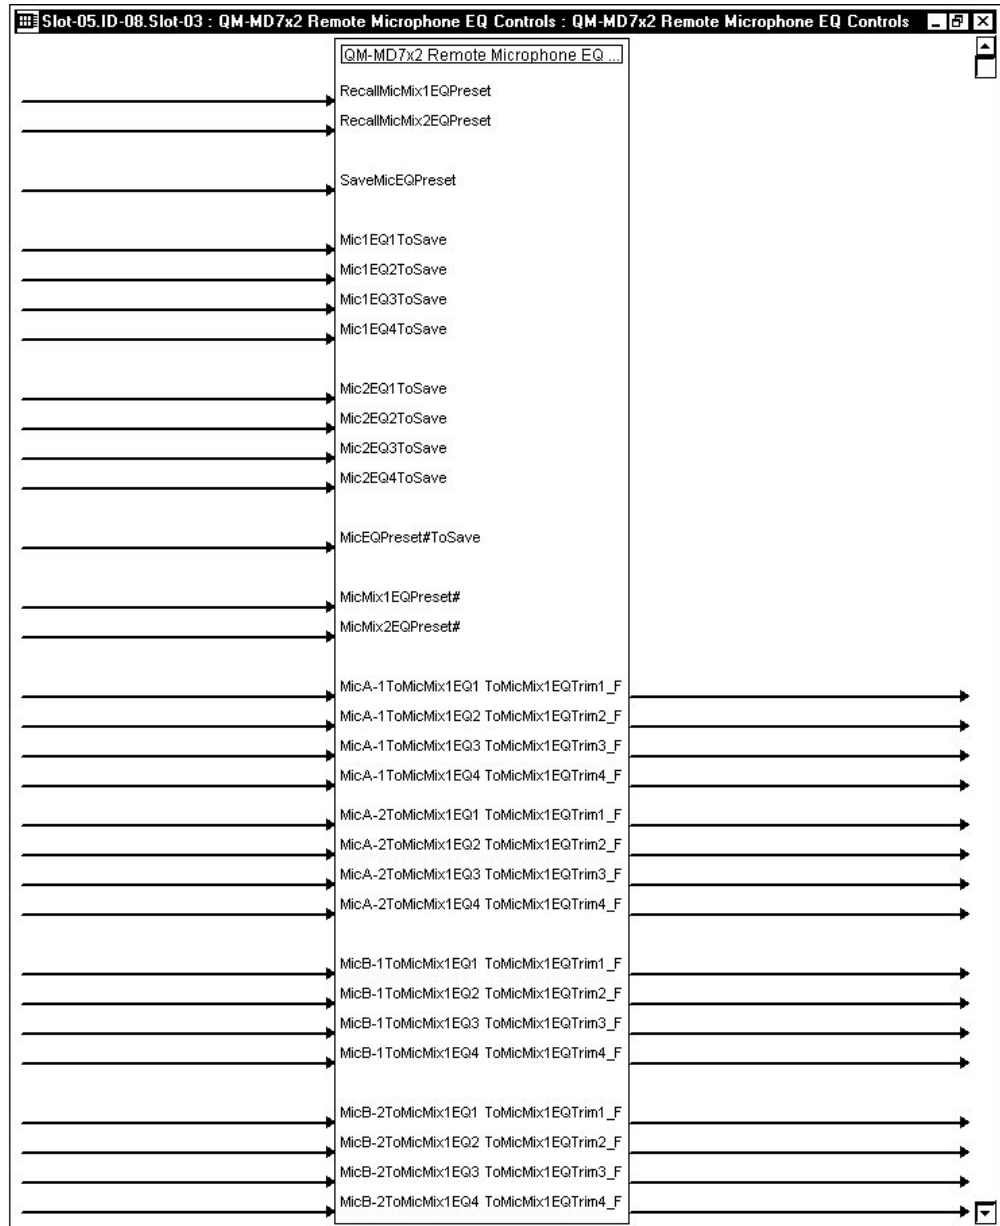 Slot-05.ID-08.Slot-03 : QM-MD7x2 Remote Microphone EQ Controls : QM-MD7x2 Remote Microphone EQ Controls
QM-MD7x2 Remote Microphone EQ ...
RecallMicMix1EQPreset
RecallMicMix2EQPreset
SaveMicEQPreset
Mic1EQ1ToSave
Mic1EQ2ToSave
Mic1EQ3ToSave
Mic1EQ4ToSave
Mic2EQ1ToSave
Mic2EQ2ToSave
Mic2EQ3ToSave
Mic2EQ4ToSave
MicEQPreset#ToSave
MicMix1EQPreset#
MicMix2EQPreset#
MicA-1ToMicMix1EQ1 ToMicMix1EQTrim1_F
MicA-1ToMicMix1EQ2 ToMicMix1EQTrim2_F
MicA-1ToMicMix1EQ3 ToMicMix1EQTrim3_F
MicA-1ToMicMix1EQ4 ToMicMix1EQTrim4_F
MicA-2ToMicMix1EQ1 ToMicMix1EQTrim1_F
MicA-2ToMicMix1EQ2 ToMicMix1EQTrim2_F
MicA-2ToMicMix1EQ3 ToMicMix1EQTrim3_F
MicA-2ToMicMix1EQ4 ToMicMix1EQTrim4_F
MicB-1ToMicMix1EQ1 ToMicMix1EQTrim1_F
MicB-1ToMicMix1EQ2 ToMicMix1EQTrim2_F
MicB-1ToMicMix1EQ3 ToMicMix1EQTrim3_F
MicB-1ToMicMix1EQ4 ToMicMix1EQTrim4_F
MicB-2ToMicMix1EQ1 ToMicMix1EQTrim1_F
MicB-2ToMicMix1EQ2 ToMicMix1EQTrim2_F
MicB-2ToMicMix1EQ3 ToMicMix1EQTrim3_F
MicB-2ToMicMix1EQ4 ToMicMix1EQTrim4_F